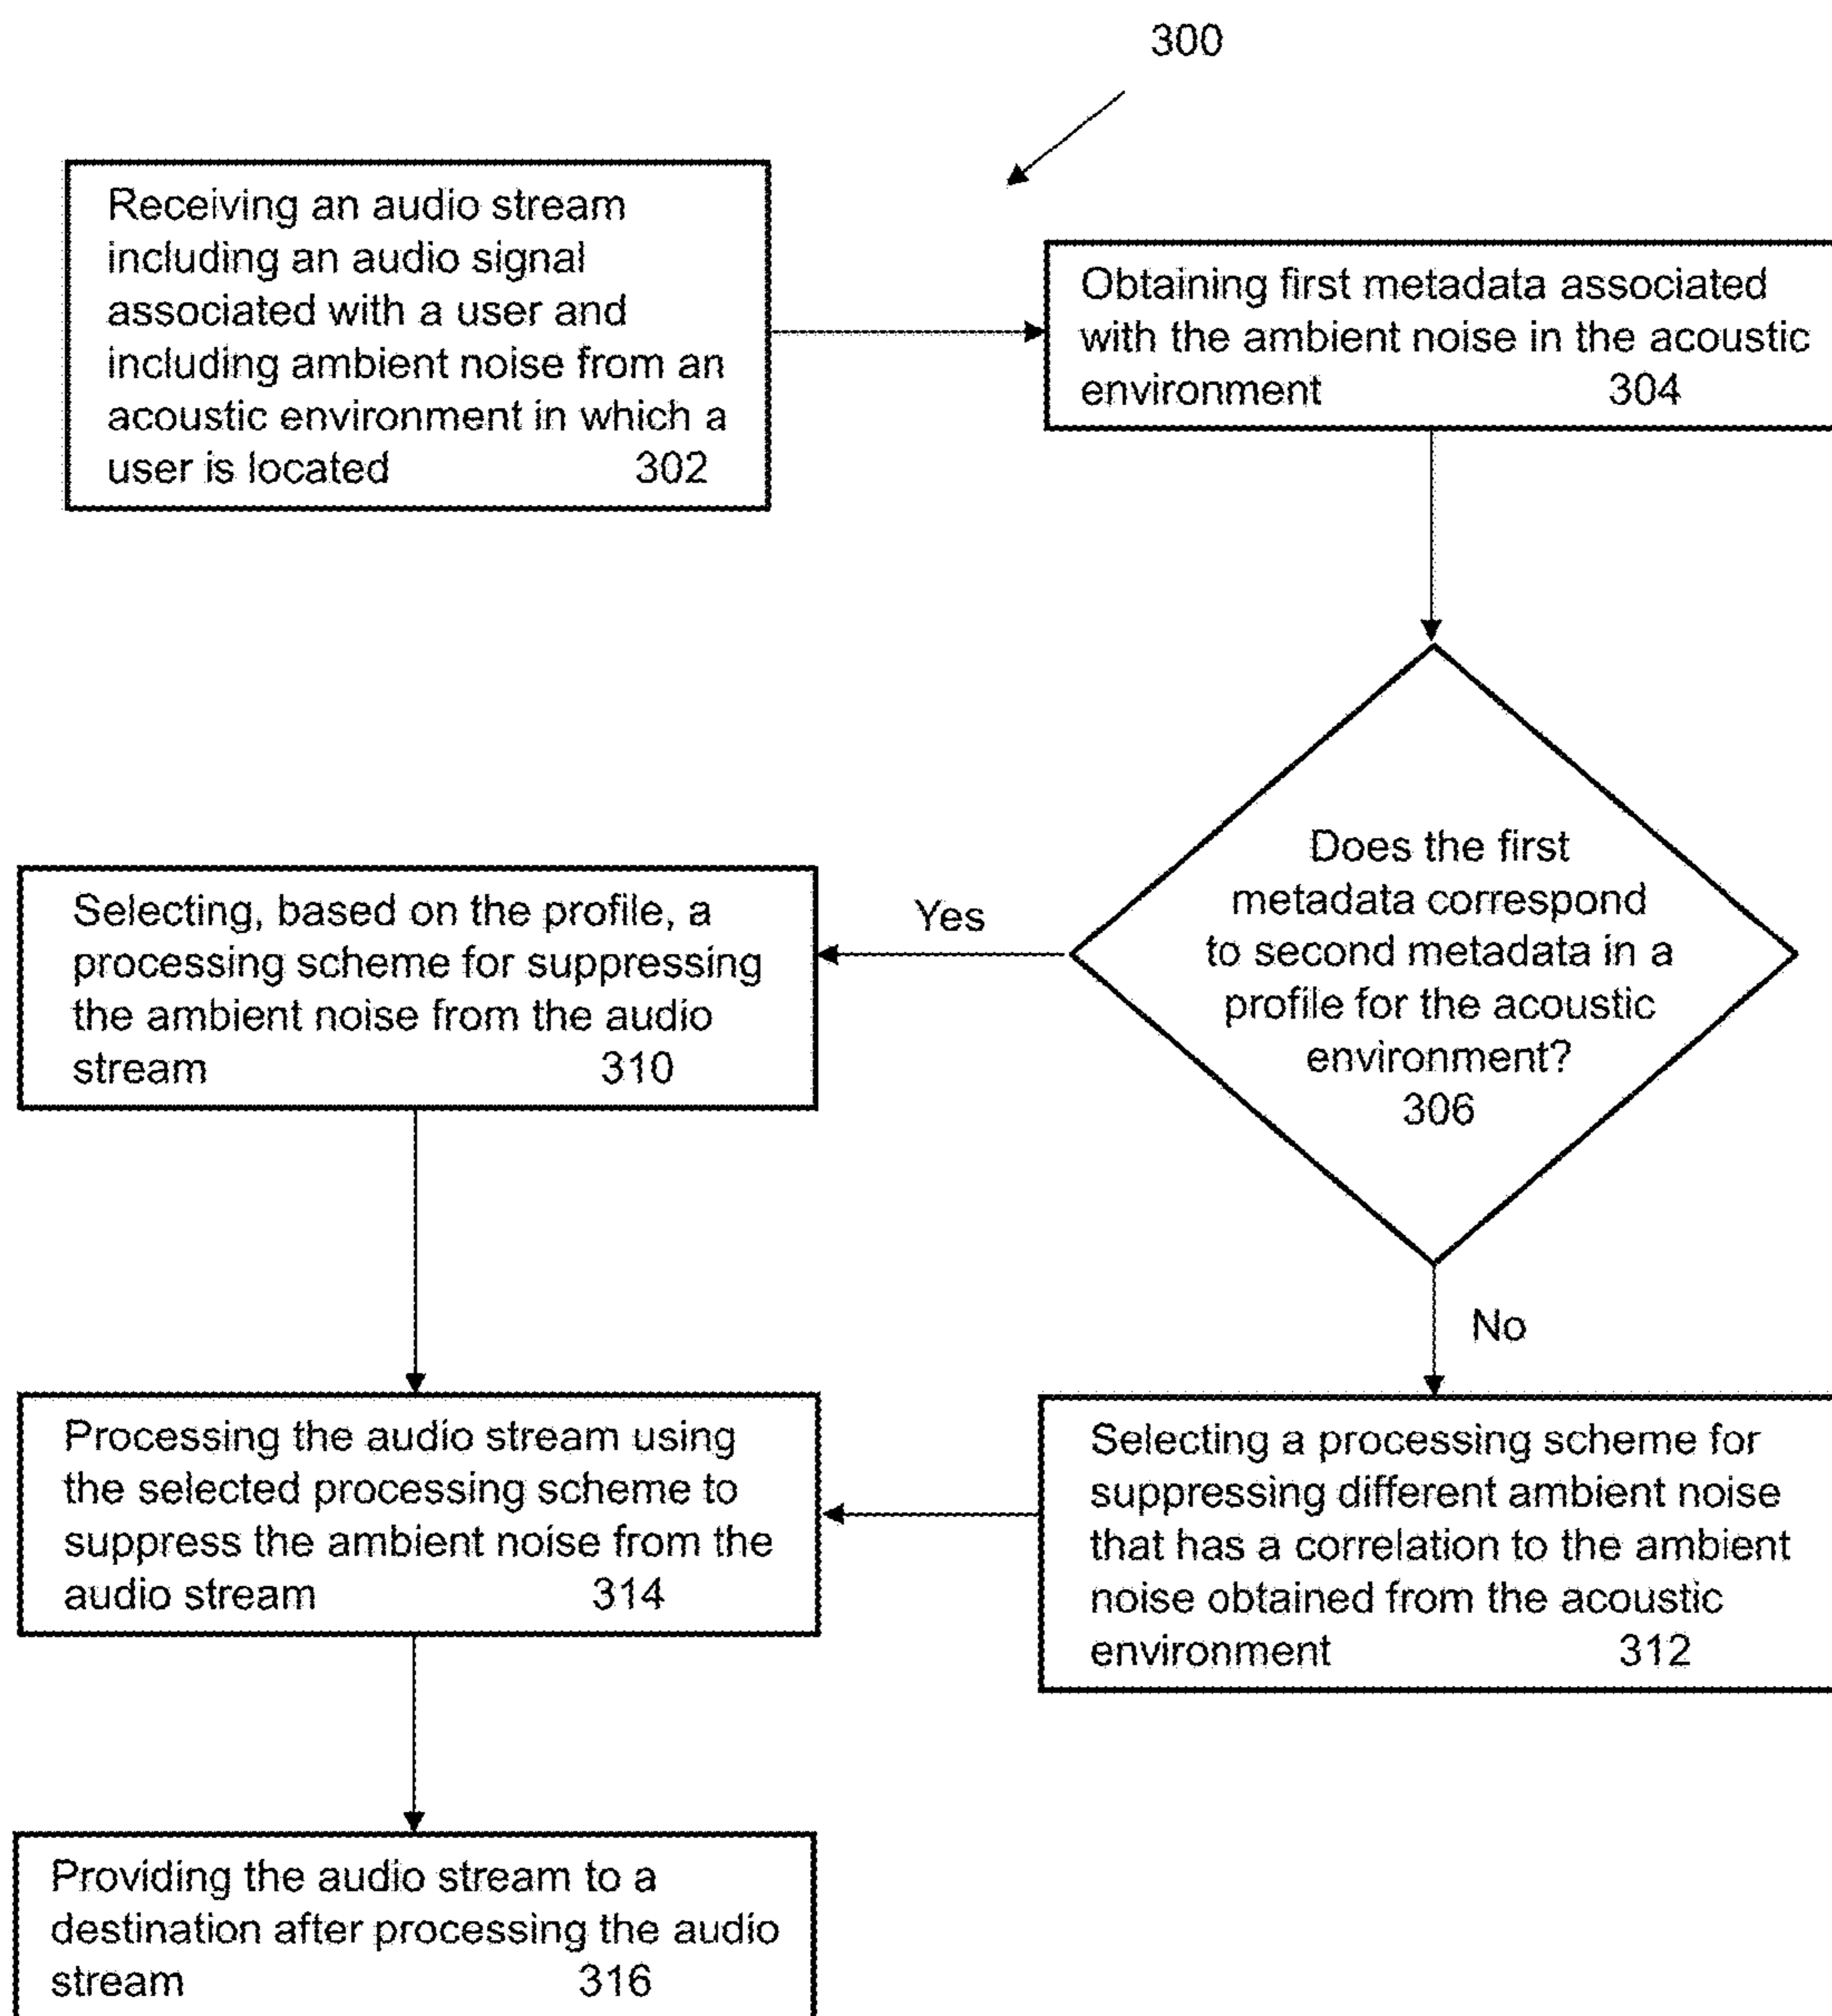 300
Receiving an audio stream
including an audio signal
associated with a user and
including ambient noise from an
acoustic environment in which a
user is located 302
Obtaining first metadata associated
with the ambient noise in the acoustic
environment 304
Does the first
metadata correspond
to second metadata in a
profile for the acoustic
environment?
306
Yes
Selecting, based on the profile, a
processing scheme for suppressing
the ambient noise from the audio
stream 310
No
Selecting a processing scheme for
suppressing different ambient noise
that has a correlation to the ambient
noise obtained from the acoustic
environment 312
Processing the audio stream using
the selected processing scheme to
suppress the ambient noise from the
audio stream 314
Providing the audio stream to a
destination after processing the audio
stream 316